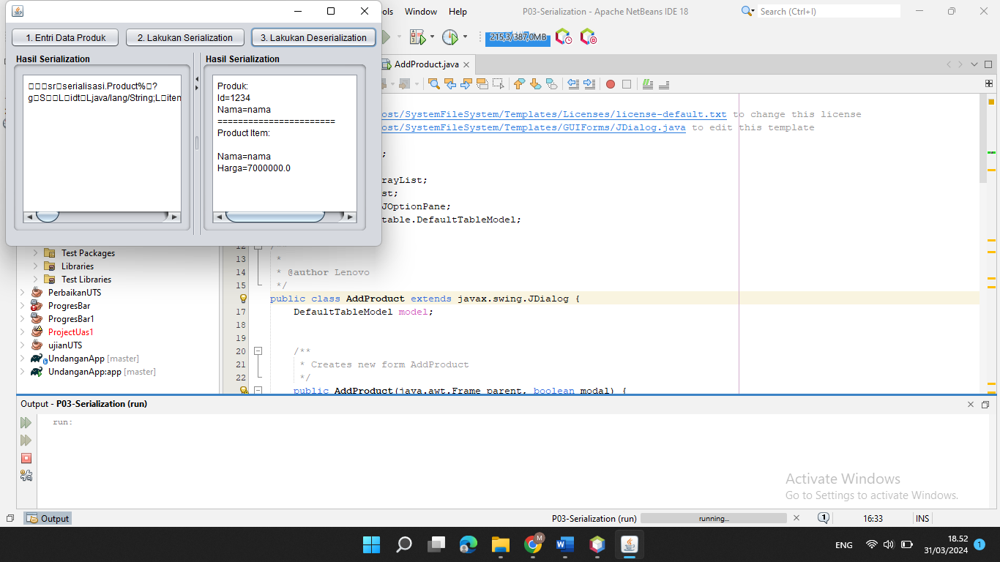 ols Window Help
P03-Serialization - Apache NetBeans IDE 18
Search (Ctrl+I)
1. Entri Data Produk
2. Lakukan Serialization
3. Lakukan Deserialization
215,3/387,0MB
Hasil Serialization
Hasil Serialization
AddProduct.java
□□□sr□serialisasi.Product%□?
g□S□□L□idt□Ljava/lang/String;L□iten
Produk:
Id=1234
Nama=nama
=======================
Product Item:
Nama=nama
Harga=7000000.0
ost/SystemFileSystem/Templates/Licenses/license-default.txt to change this license
ost/SystemFileSystem/Templates/GUIForms/JDialog.java to edit this template
;
rayList;
st;
JOptionPane;
table.DefaultTableModel;
12 /**
13 *
14 * @author Lenovo
15 */
public class AddProduct extends javax.swing.JDialog {
17 DefaultTableModel model;
18
19
20 /**
21 * Creates new form AddProduct
22 */
public AddProduct(java.awt.Frame parent, boolean modal) {
Test Packages
Libraries
Test Libraries
PerbaikanUTS
ProgresBar
ProgresBar1
ProjectUas1
ujianUTS
UndanganApp [master]
UndanganApp:app [master]
Output - P03-Serialization (run)
run:
Activate Windows
Go to Settings to activate Windows.
Output
P03-Serialization (run)
running...
1
16:33
INS
M
ENG
18.52
31/03/2024
1